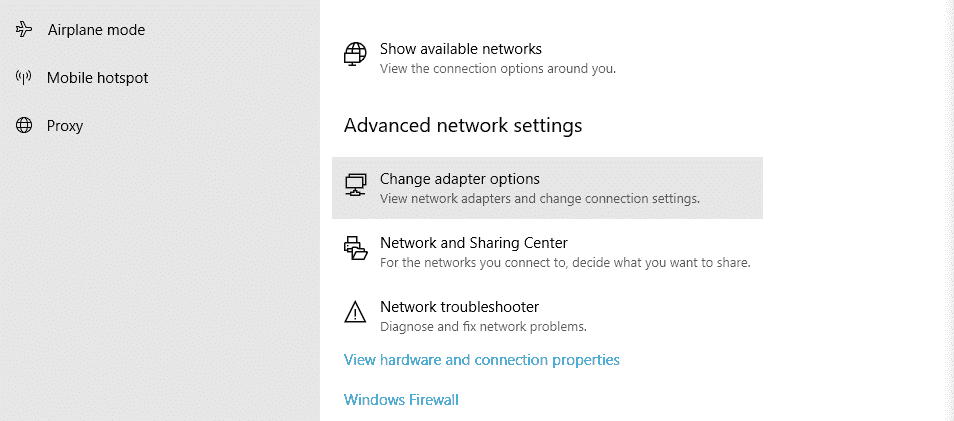 Airplane mode
Mobile hotspot
Proxy
Show available networks
View the connection options around you.
Advanced network settings
Change adapter options
View network adapters and change connection settings.
Network and Sharing Center
For the networks you connect to, decide what you want to share.
Network troubleshooter
Diagnose and fix network problems.
View hardware and connection properties
Windows Firewall